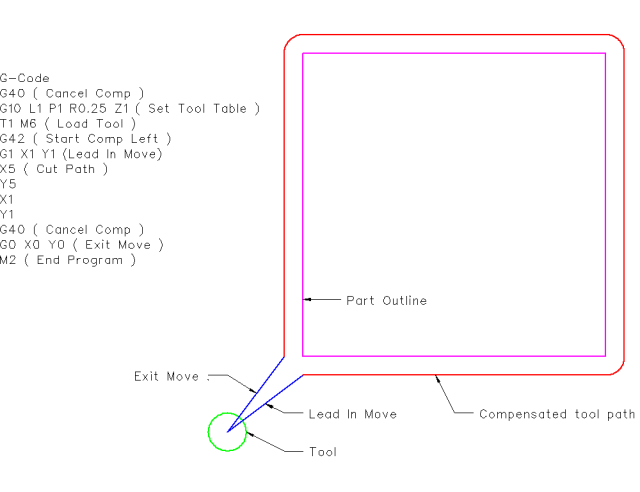 G-Code
G40 ( Cancel Comp )
G10 L1 P1 R0.25 Z1 ( Set Tool Table )
T1 M6 ( Load Tool )
G42 ( Start Comp Left )
G1 X1 Y1 (Lead In Move)
X5 ( Cut Path )
Y5
X1
Y1
G40 ( Cancel Comp )
G0 X0 Y0 ( Exit Move )
M2 ( End Program )
Part Outline
Exit Move
Lead In Move
Compensated tool path
Tool